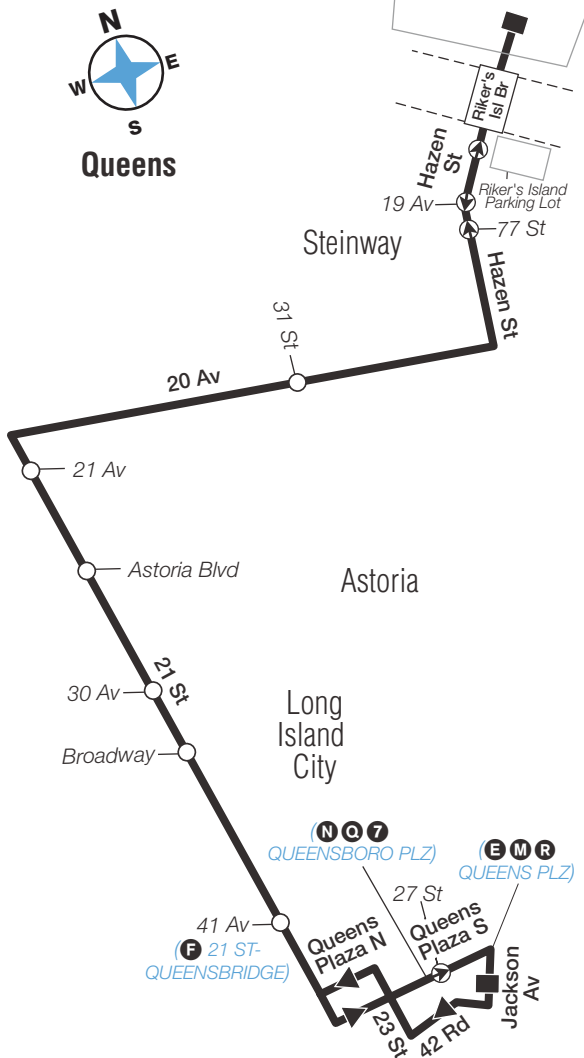 N
E
W
S
Queens
Riker's
Isl Br
Hazen
St
Riker's Island
Parking Lot
19 Av
77 St
Steinway
Hazen St
31 St
20 Av
21 Av
Astoria Blvd
Astoria
21 St
30 Av
Long
Island
City
Broadway
(N Q 7
QUEENSBORO PLZ)
(E M R
QUEENS PLZ)
27 St
41 Av
(F 21 ST-
QUEENSBRIDGE)
Queens
Plaza N
Queens
Plaza S
23 St
42 Rd
Jackson
Av